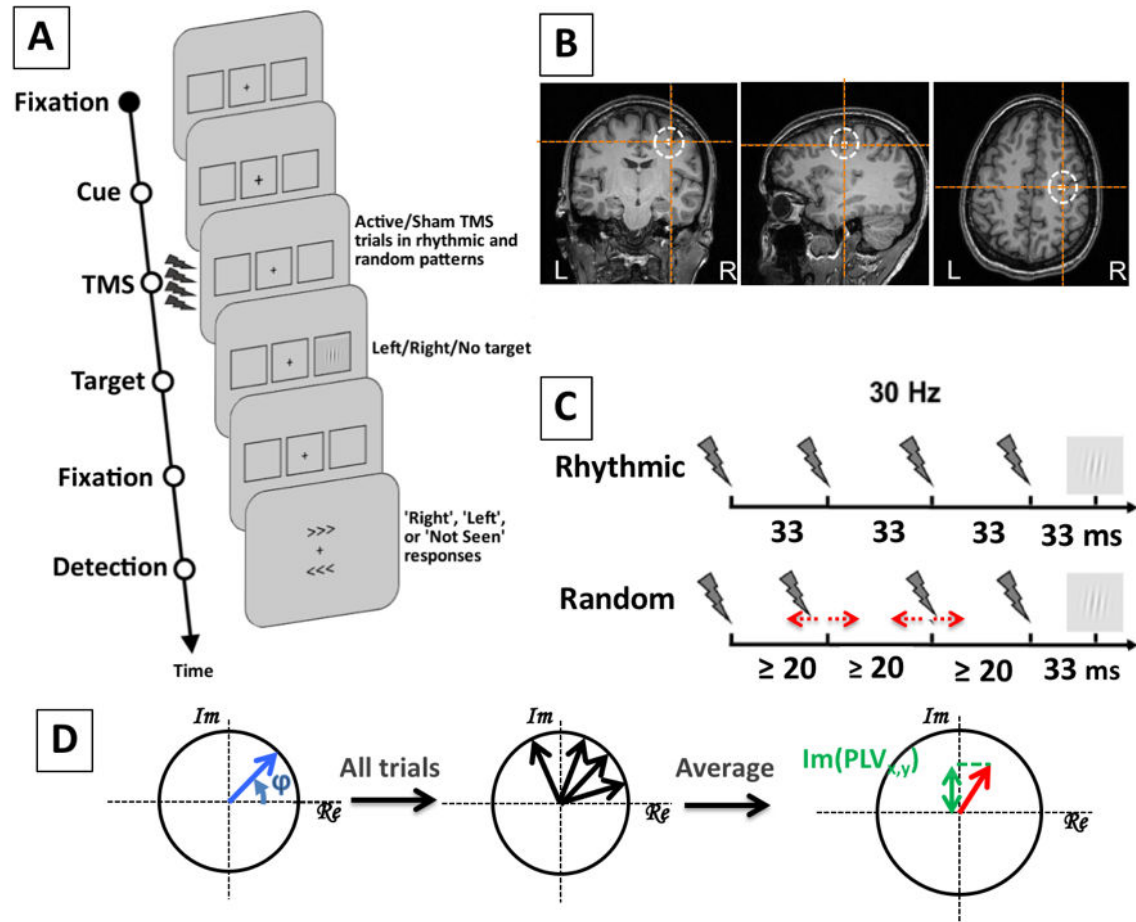 A
Fixation
Cue
TMS
Target
Fixation
Detection
Time
+
+
+
Active/Sham TMS
trials in rhythmic and
random patterns
+
Left/Right/No target
+
>>>
+
<<<
'Right', 'Left',
or 'Not Seen'
responses
B
L R
L R
C
30 Hz
Rhythmic
33 33 33 33 ms
Random
≥ 20 ≥ 20 ≥ 20 33 ms
D
Im
φ
Re
All trials
Im
Re
Average
Im
Im(PLVx,y)
Re